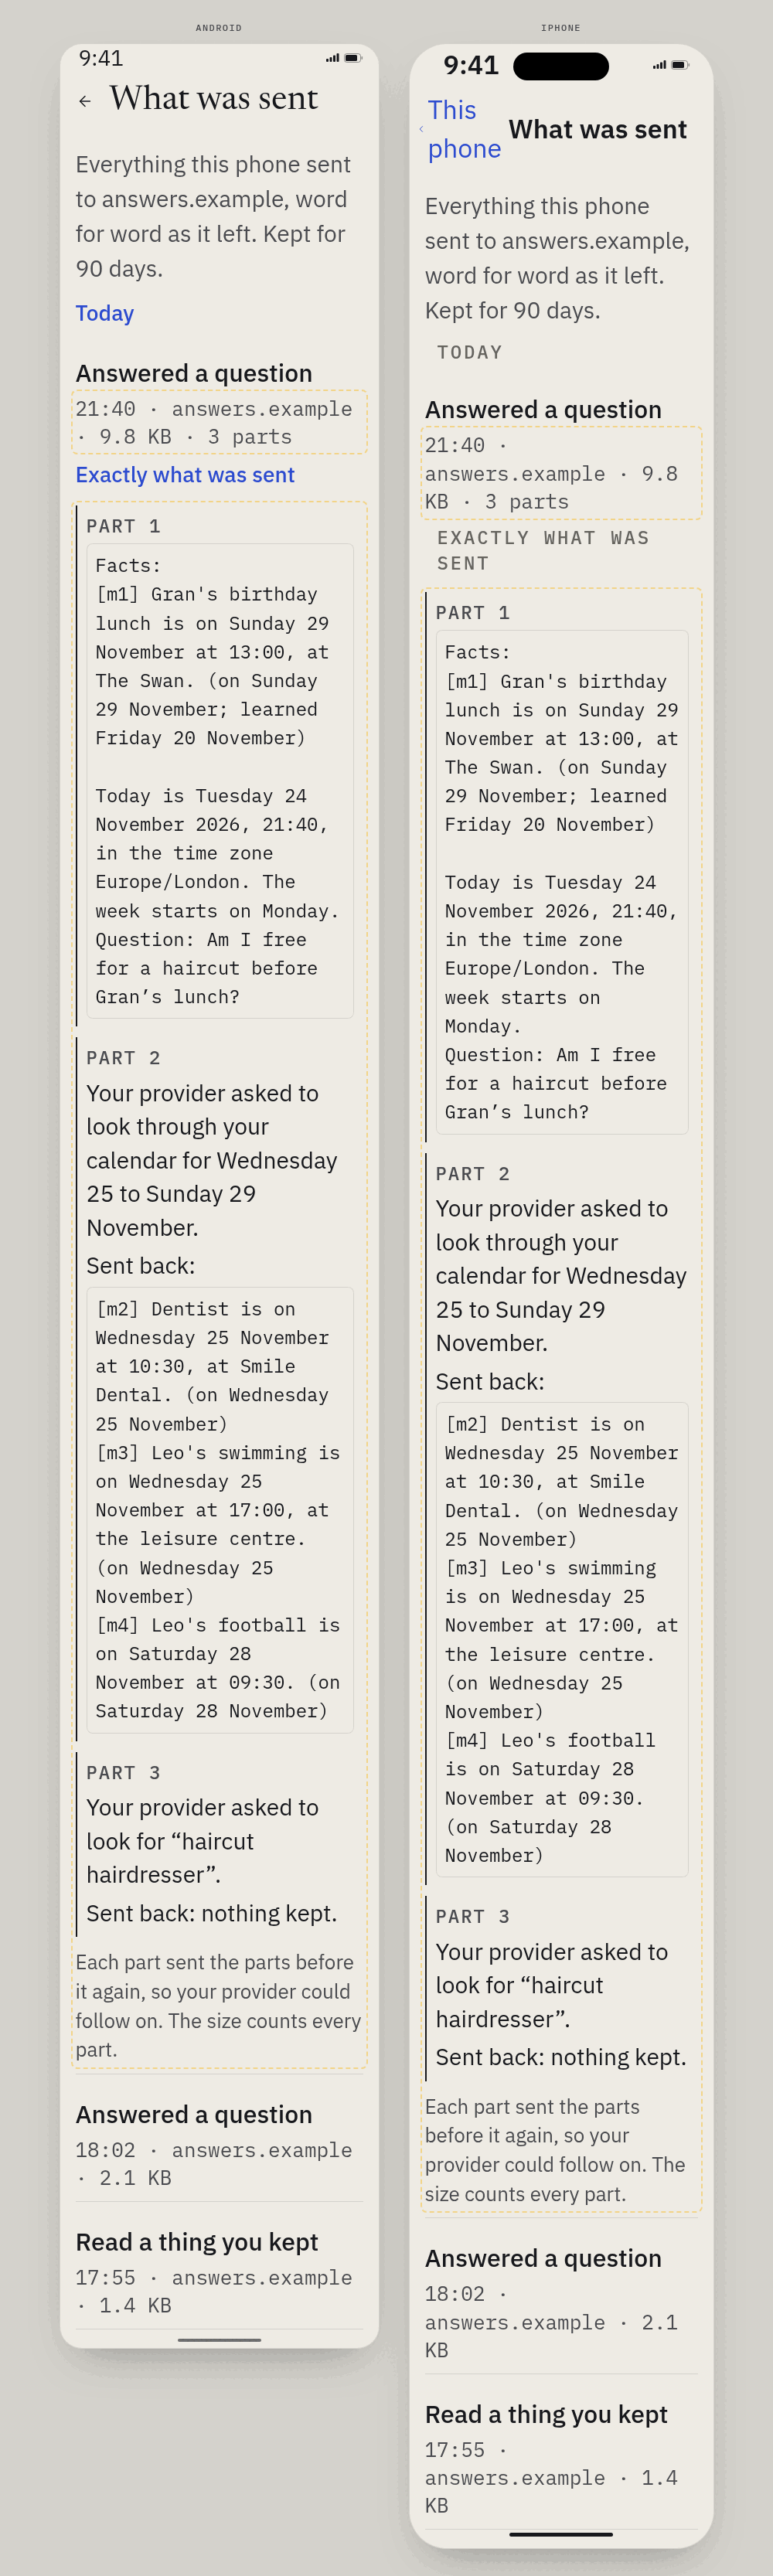 ANDROID
9:41
What was sent
Everything this phone sent
to answers.example, word
for word as it left. Kept for
90 days.
Today
Answered a question
21:40 · answers.example
· 9.8 KB · 3 parts
Exactly what was sent
PART 1
Facts:
[m1] Gran's birthday
lunch is on Sunday 29
November at 13:00, at
The Swan. (on Sunday
29 November; learned
Friday 20 November)
Today is Tuesday 24
November 2026, 21:40,
in the time zone
Europe/London. The
week starts on Monday.
Question: Am I free
for a haircut before
Gran’s lunch?
PART 2
Your provider asked to
look through your
calendar for Wednesday
25 to Sunday 29
November.
Sent back:
[m2] Dentist is on
Wednesday 25 November
at 10:30, at Smile
Dental. (on Wednesday
25 November)
[m3] Leo's swimming is
on Wednesday 25
November at 17:00, at
the leisure centre.
(on Wednesday 25
November)
[m4] Leo's football is
on Saturday 28
November at 09:30. (on
Saturday 28 November)
PART 3
Your provider asked to
look for “haircut
hairdresser”.
Sent back: nothing kept.
Each part sent the parts before
it again, so your provider could
follow on. The size counts every
part.
Answered a question
18:02 · answers.example
· 2.1 KB
Read a thing you kept
17:55 · answers.example
· 1.4 KB
IPHONE
9:41
This
phone
What was sent
Everything this phone
sent to answers.example,
word for word as it left.
Kept for 90 days.
TODAY
Answered a question
21:40 ·
answers.example · 9.8
KB · 3 parts
EXACTLY WHAT WAS
SENT
PART 1
Facts:
[m1] Gran's birthday
lunch is on Sunday 29
November at 13:00, at
The Swan. (on Sunday
29 November; learned
Friday 20 November)
Today is Tuesday 24
November 2026, 21:40,
in the time zone
Europe/London. The
week starts on
Monday.
Question: Am I free
for a haircut before
Gran’s lunch?
PART 2
Your provider asked to
look through your
calendar for Wednesday
25 to Sunday 29
November.
Sent back:
[m2] Dentist is on
Wednesday 25 November
at 10:30, at Smile
Dental. (on Wednesday
25 November)
[m3] Leo's swimming
is on Wednesday 25
November at 17:00, at
the leisure centre.
(on Wednesday 25
November)
[m4] Leo's football
is on Saturday 28
November at 09:30.
(on Saturday 28
November)
PART 3
Your provider asked to
look for “haircut
hairdresser”.
Sent back: nothing kept.
Each part sent the parts
before it again, so your
provider could follow on. The
size counts every part.
Answered a question
18:02 ·
answers.example · 2.1
KB
Read a thing you kept
17:55 ·
answers.example · 1.4
KB